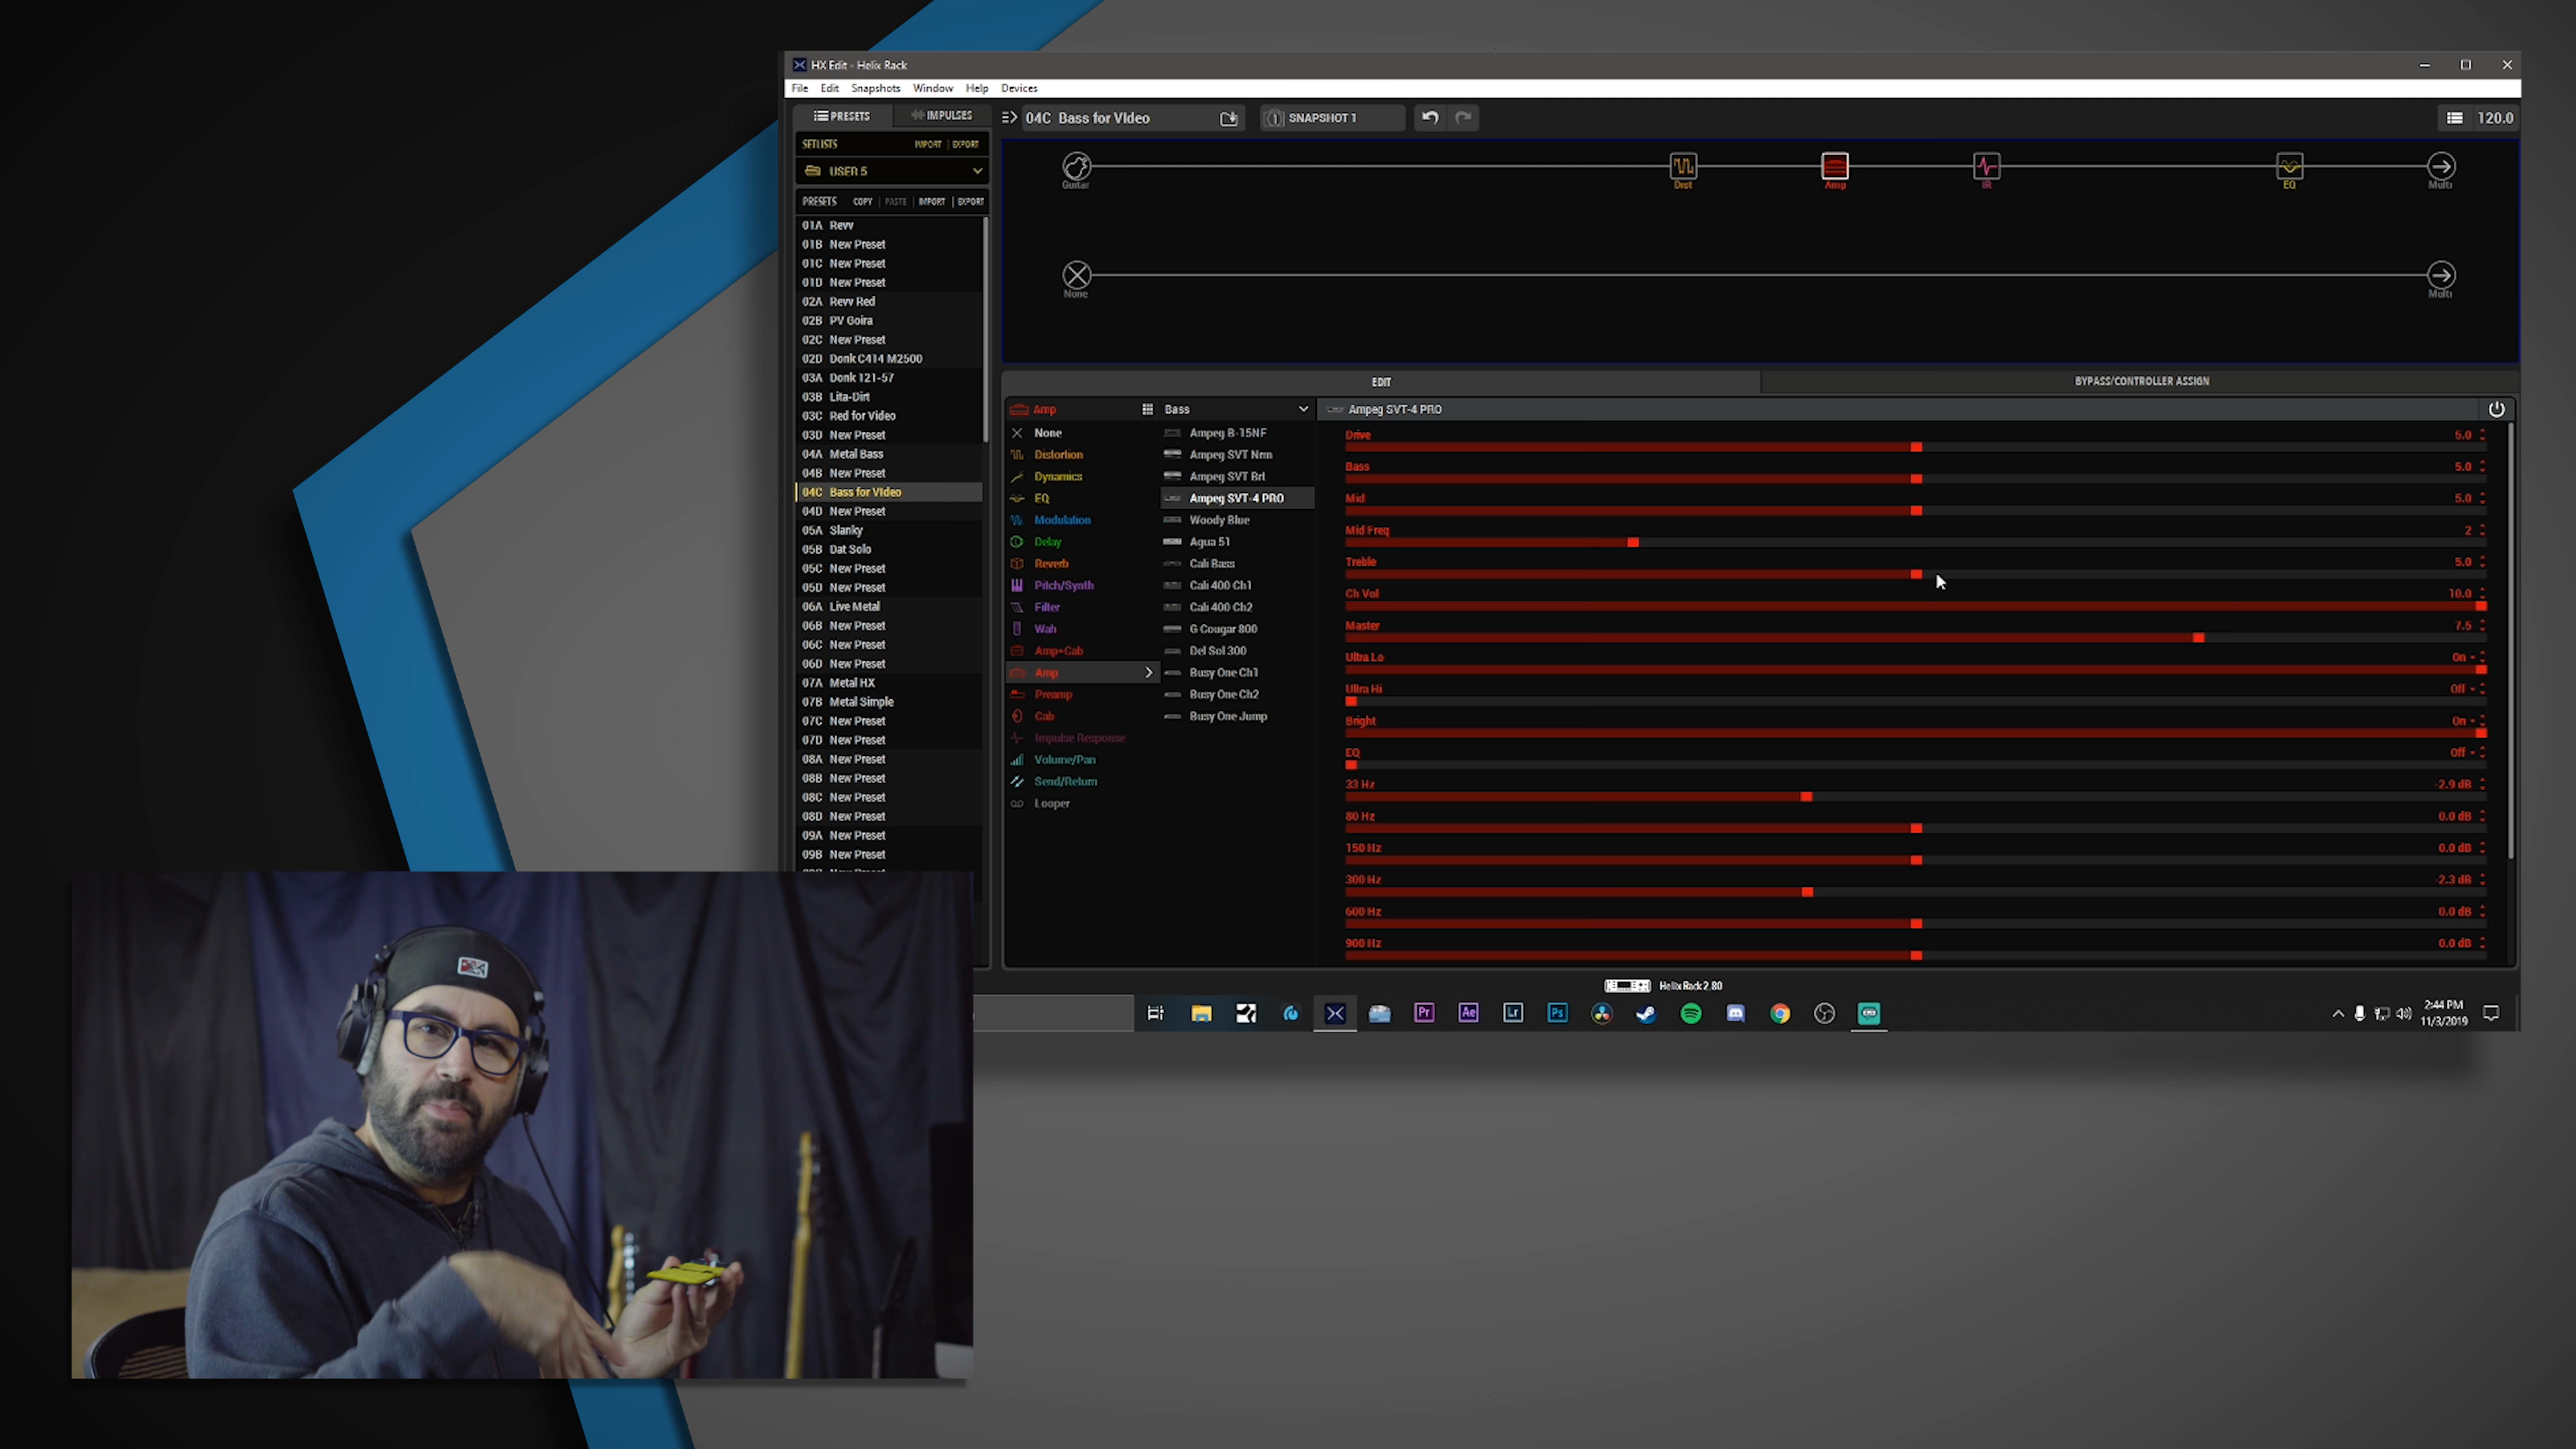 HX Edit - Helix Rack
File Edit Snapshots Window Help Devices
PRESETS IMPULSES
04C Bass for VIdeo
1 SNAPSHOT 1
120.0
SETLISTS IMPORT | EXPORT
USER 5
PRESETS COPY | PASTE | IMPORT | EXPORT
01A Revv
01B New Preset
01C New Preset
01D New Preset
02A Revv Red
02B PV Goira
02C New Preset
02D Donk C414 M2500
03A Donk 121-57
03B Lita-Dirt
03C Red for Video
03D New Preset
04A Metal Bass
04B New Preset
04C Bass for VIdeo
04D New Preset
05A Slanky
05B Dat Solo
05C New Preset
05D New Preset
06A Live Metal
06B New Preset
06C New Preset
06D New Preset
07A Metal HX
07B Metal Simple
07C New Preset
07D New Preset
08A New Preset
08B New Preset
08C New Preset
08D New Preset
09A New Preset
09B New Preset
Guitar Dist Amp IR EQ Multi
None Multi
EDIT BYPASS/CONTROLLER ASSIGN
Amp
None
Distortion
Dynamics
EQ
Modulation
Delay
Reverb
Pitch/Synth
Filter
Wah
Amp+Cab
Amp
Preamp
Cab
Impulse Response
Volume/Pan
Send/Return
Looper
Bass
Ampeg B-15NF
Ampeg SVT Nrm
Ampeg SVT Brt
Ampeg SVT-4 PRO
Woody Blue
Agua 51
Cali Bass
Cali 400 Ch1
Cali 400 Ch2
G Cougar 800
Del Sol 300
Busy One Ch1
Busy One Ch2
Busy One Jump
Ampeg SVT-4 PRO
Drive 5.0
Bass 5.0
Mid 5.0
Mid Freq 2
Treble 5.0
Ch Vol 10.0
Master 7.5
Ultra Lo On
Ultra Hi Off
Bright On
EQ Off
33 Hz -2.9 dB
80 Hz 0.0 dB
150 Hz 0.0 dB
300 Hz -2.3 dB
600 Hz 0.0 dB
900 Hz 0.0 dB
Helix Rack 2.80
Pr Ae Lr Ps
2:44 PM
11/3/2019